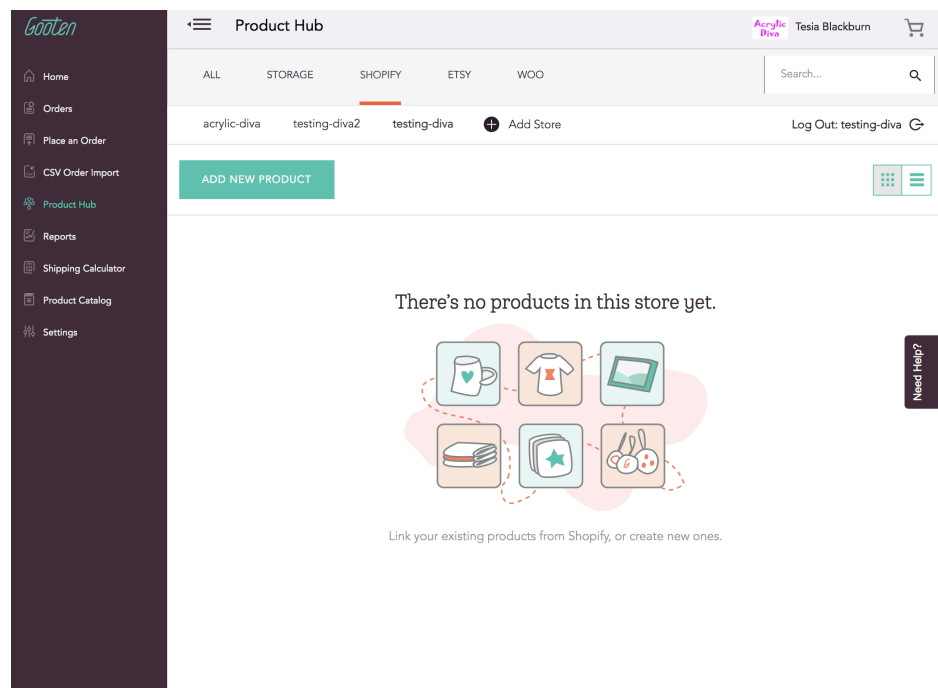 Gooten
Product Hub
Acrylic
Diva
Tesia Blackburn
Home
Orders
Place an Order
CSV Order Import
Product Hub
Reports
Shipping Calculator
Product Catalog
Settings
ALL STORAGE SHOPIFY ETSY WOO
Search...
acrylic-diva testing-diva2 testing-diva Add Store Log Out: testing-diva
ADD NEW PRODUCT
There's no products in this store yet.
G
Link your existing products from Shopify, or create new ones.
Need Help?